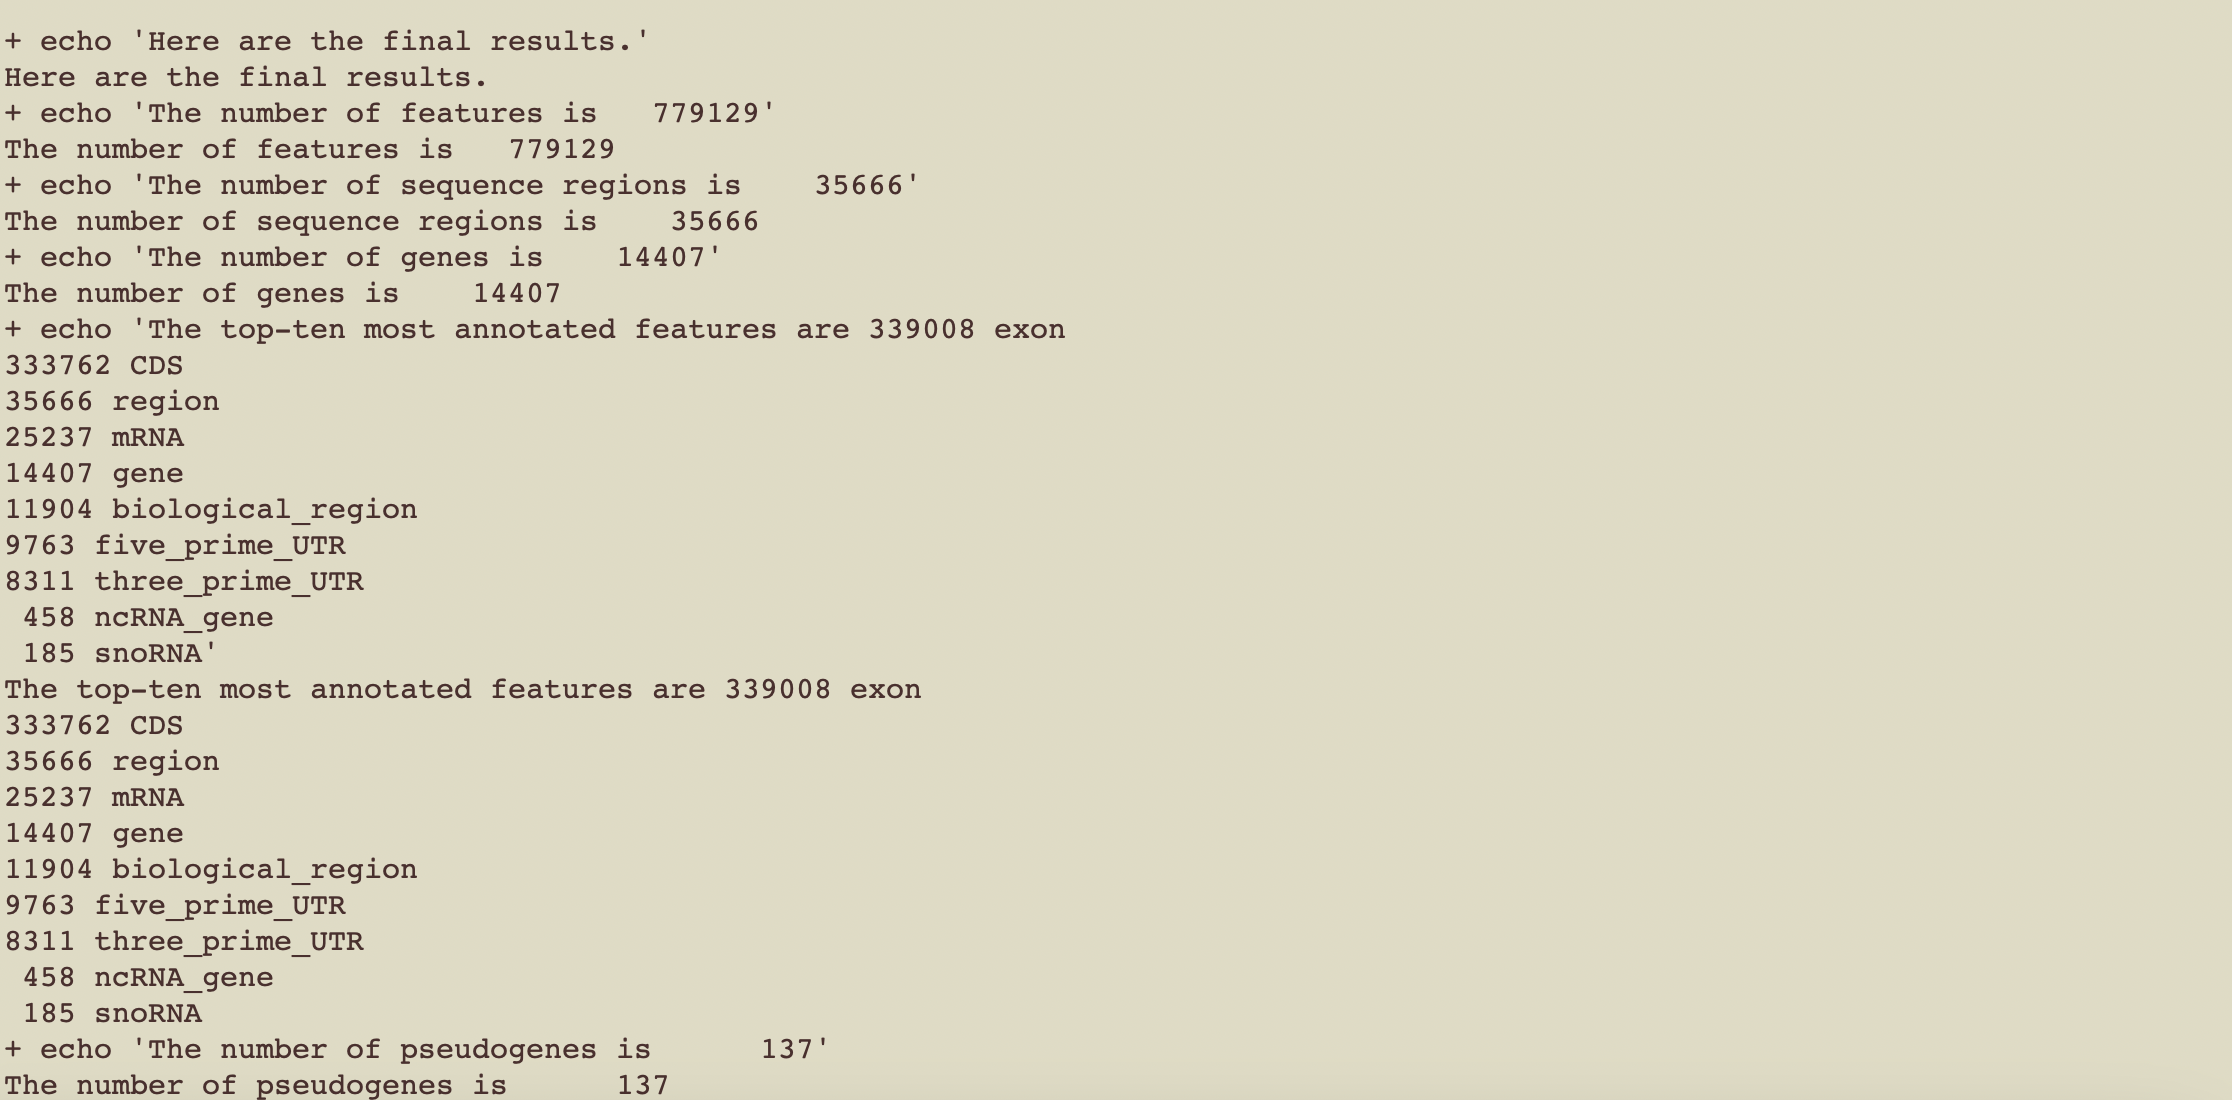 + echo 'Here are the final results.'
Here are the final results.
+ echo 'The number of features is   779129'
The number of features is   779129
+ echo 'The number of sequence regions is    35666'
The number of sequence regions is    35666
+ echo 'The number of genes is    14407'
The number of genes is    14407
+ echo 'The top-ten most annotated features are 339008 exon
333762 CDS
35666 region
25237 mRNA
14407 gene
11904 biological_region
9763 five_prime_UTR
8311 three_prime_UTR
 458 ncRNA_gene
 185 snoRNA'
The top-ten most annotated features are 339008 exon
333762 CDS
35666 region
25237 mRNA
14407 gene
11904 biological_region
9763 five_prime_UTR
8311 three_prime_UTR
 458 ncRNA_gene
 185 snoRNA
+ echo 'The number of pseudogenes is      137'
The number of pseudogenes is      137